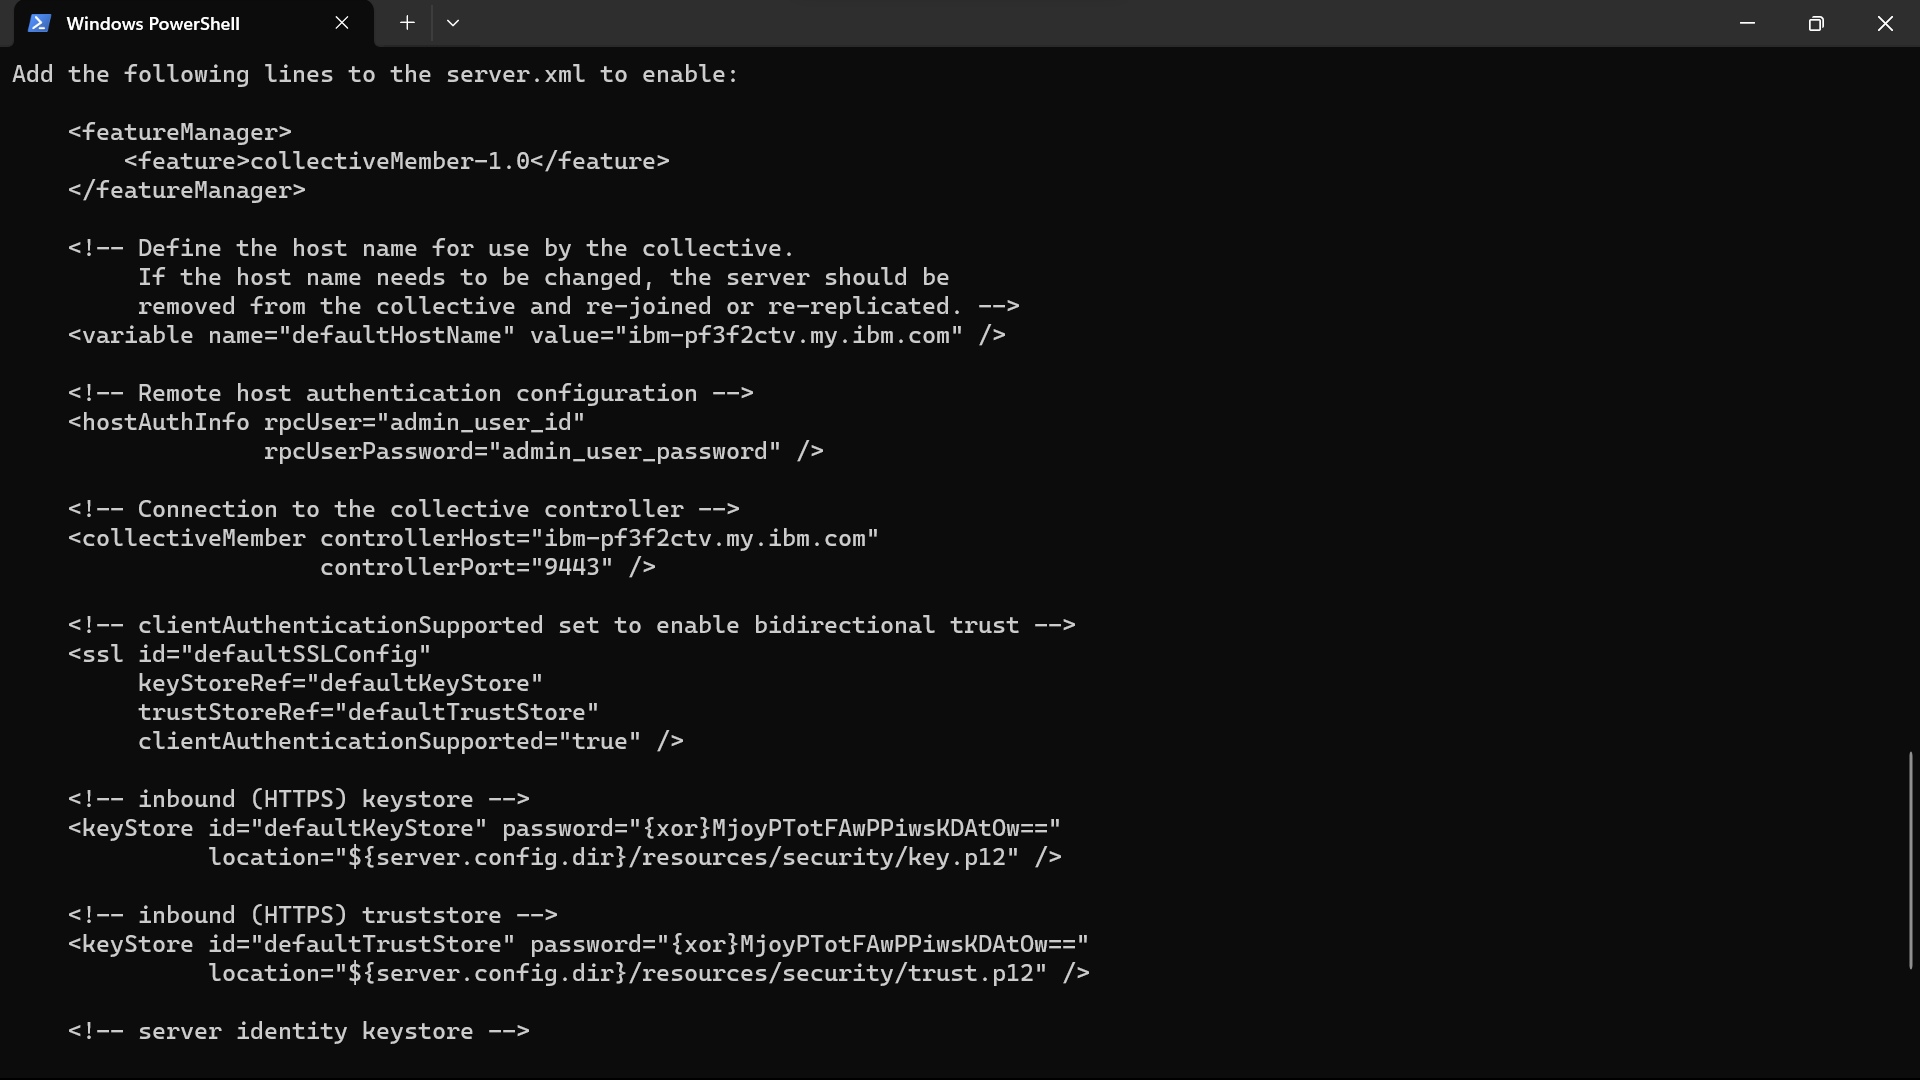 Windows PowerShell
Add the following lines to the server.xml to enable:
<featureManager>
<feature>collectiveMember-1.0</feature>
</featureManager>
<!-- Define the host name for use by the collective.
If the host name needs to be changed, the server should be
removed from the collective and re-joined or re-replicated. -->
<variable name="defaultHostName" value="ibm-pf3f2ctv.my.ibm.com" />
<!-- Remote host authentication configuration -->
<hostAuthInfo rpcUser="admin_user_id"
rpcUserPassword="admin_user_password" />
<!-- Connection to the collective controller -->
<collectiveMember controllerHost="ibm-pf3f2ctv.my.ibm.com"
controllerPort="9443" />
<!-- clientAuthenticationSupported set to enable bidirectional trust -->
<ssl id="defaultSSLConfig"
keyStoreRef="defaultKeyStore"
trustStoreRef="defaultTrustStore"
clientAuthenticationSupported="true" />
<!-- inbound (HTTPS) keystore -->
<keyStore id="defaultKeyStore" password="{xor}MjoyPTotFAwPPiwsKDAtOw=="
location="${server.config.dir}/resources/security/key.p12" />
<!-- inbound (HTTPS) truststore -->
<keyStore id="defaultTrustStore" password="{xor}MjoyPTotFAwPPiwsKDAtOw=="
location="${server.config.dir}/resources/security/trust.p12" />
<!-- server identity keystore -->